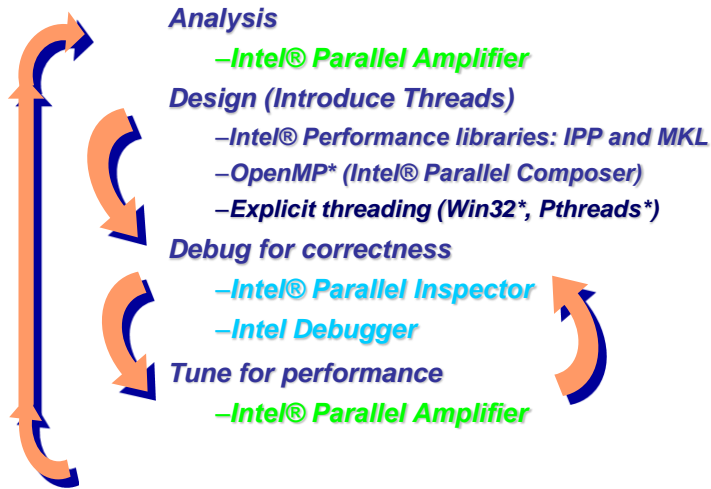 Analysis
–Intel® Parallel Amplifier
Design (Introduce Threads)
–Intel® Performance libraries: IPP and MKL
–OpenMP* (Intel® Parallel Composer)
–Explicit threading (Win32*, Pthreads*)
Debug for correctness
–Intel® Parallel Inspector
–Intel Debugger
Tune for performance
–Intel® Parallel Amplifier